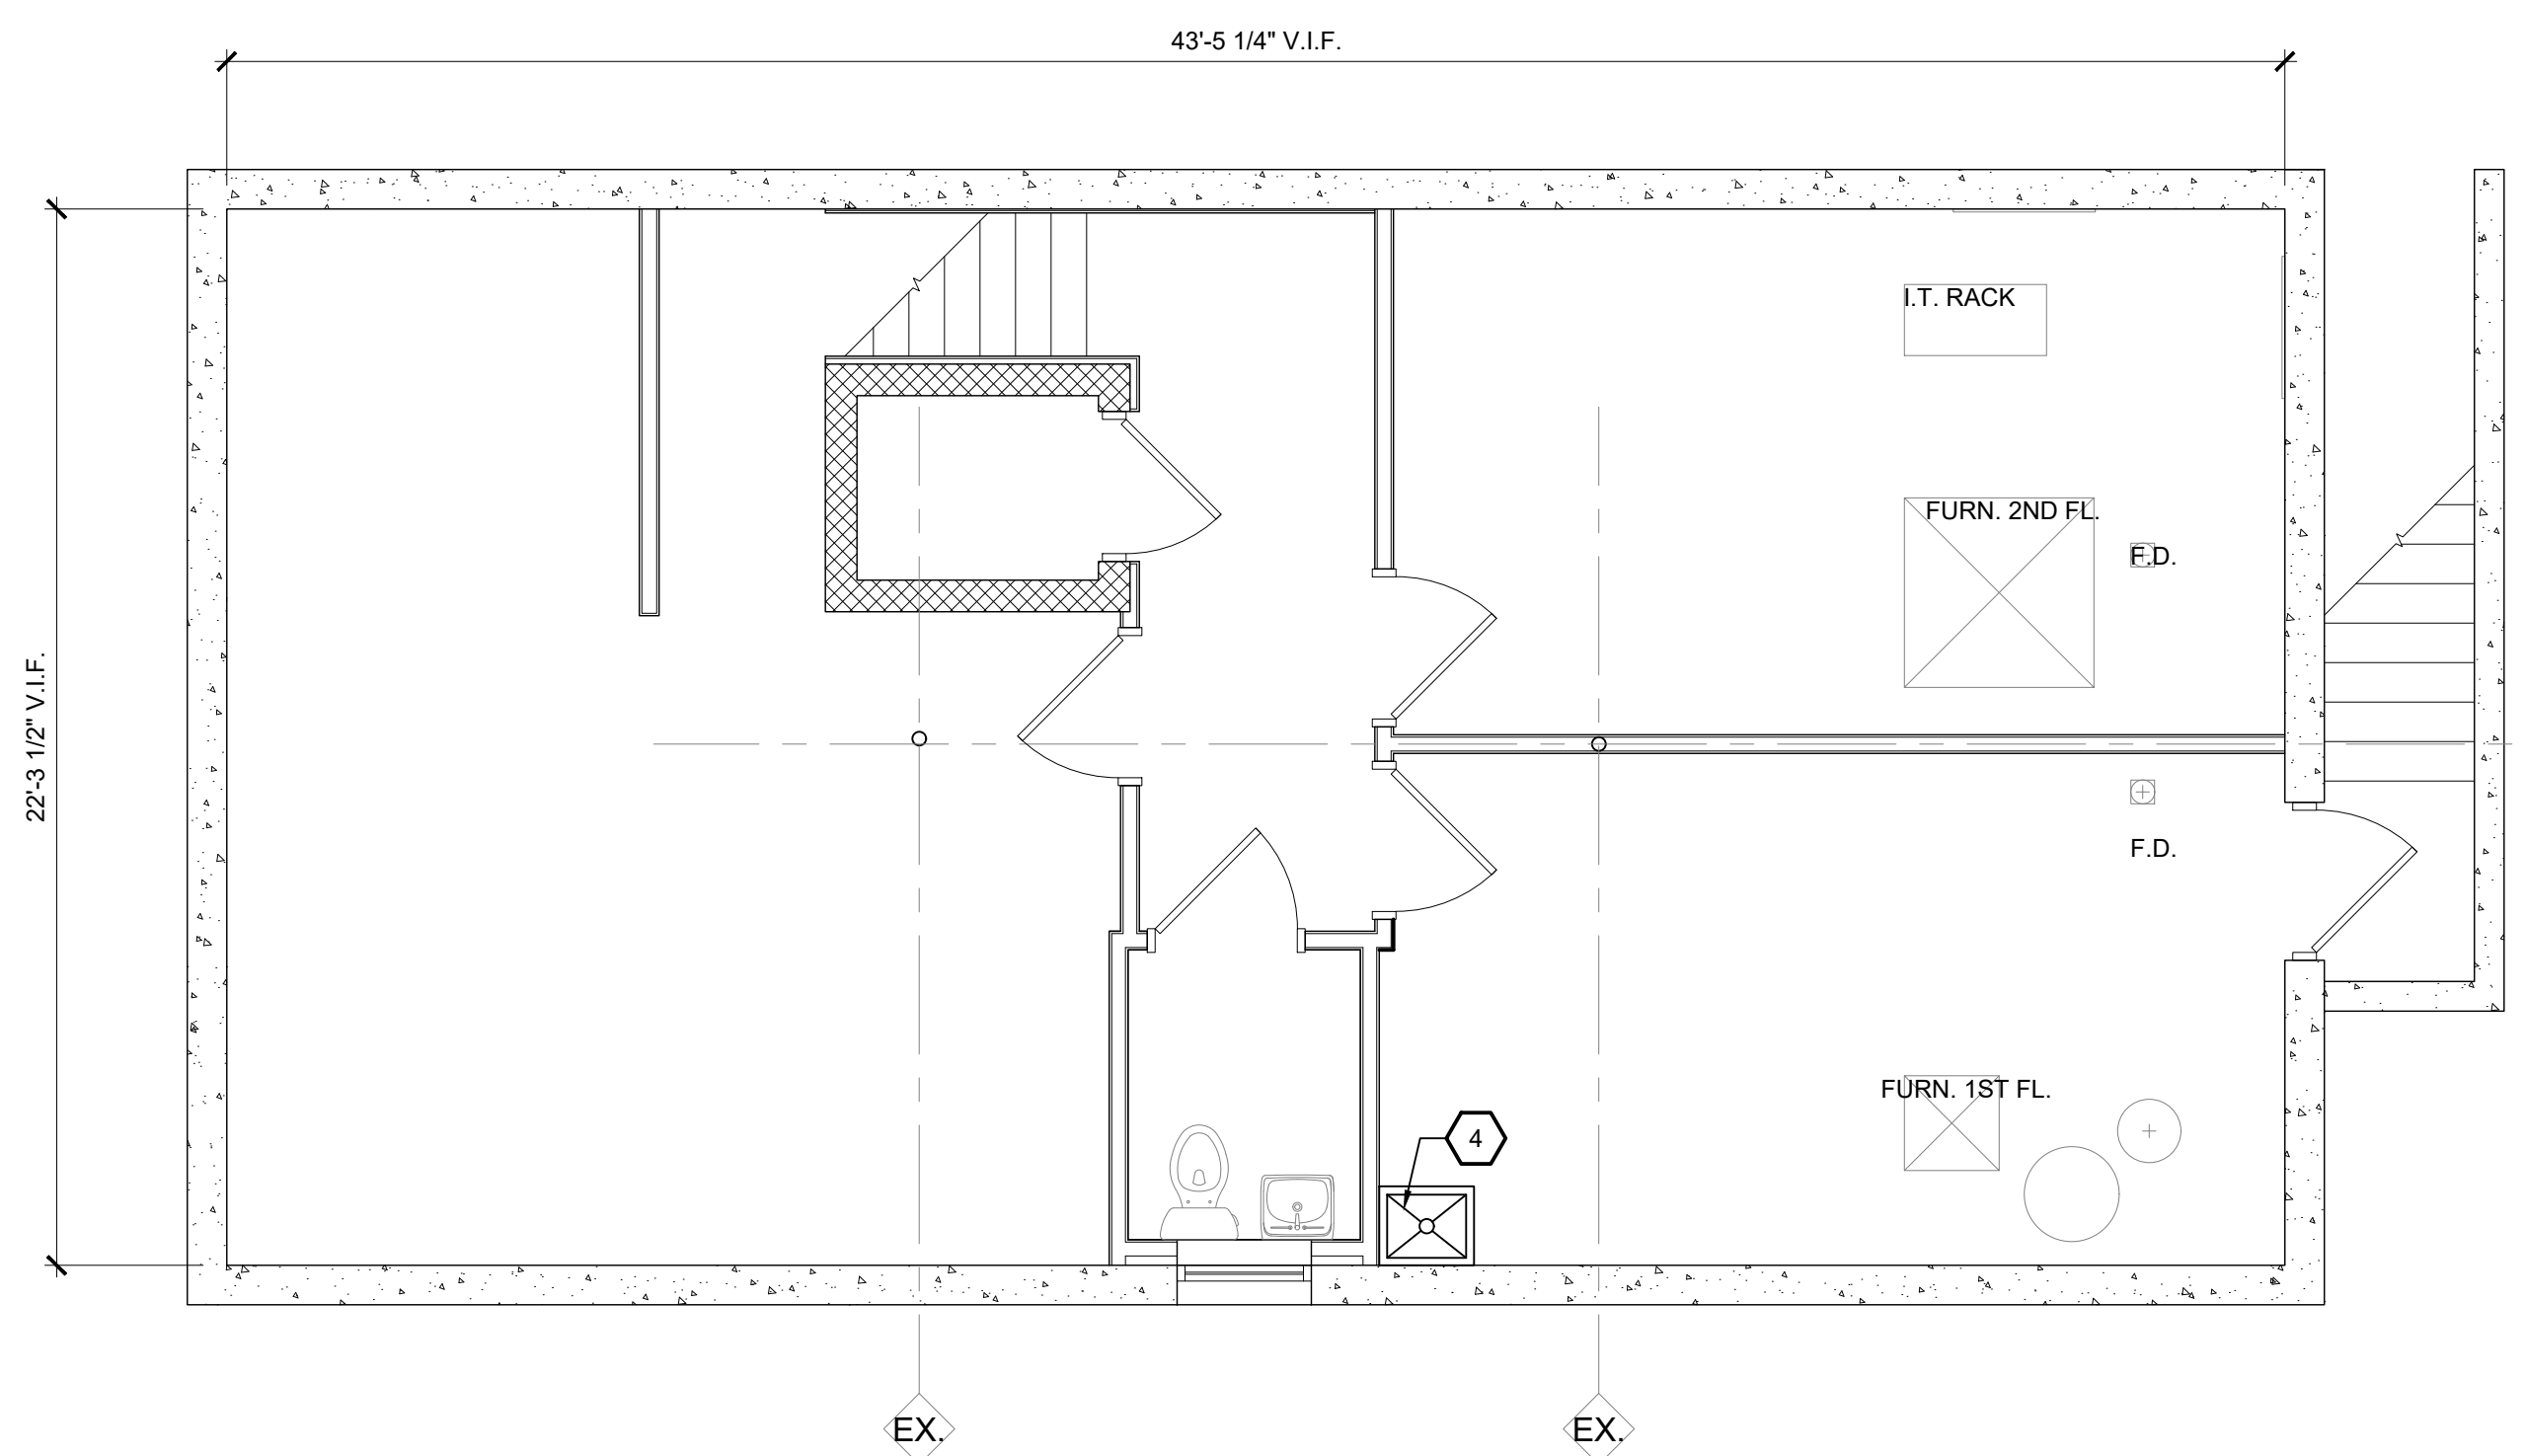 43'-5 1/4" V.I.F.
I.T. RACK
FURN. 2ND FL.
F.D.
22'-3 1/2" V.I.F.
F.D.
FURN. 1ST FL.
4
EX.
EX.